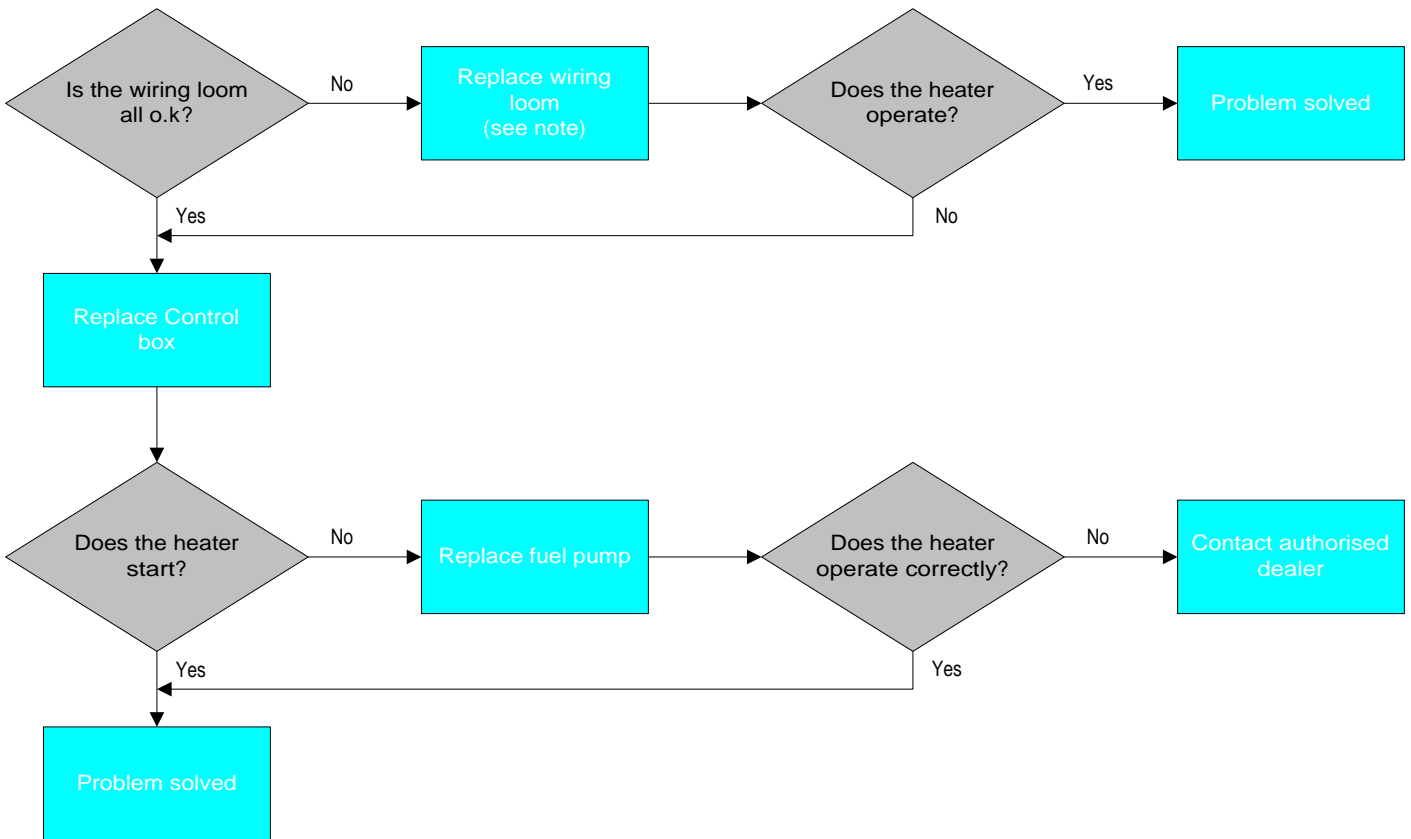 Is the wiring loom
all o.k?
No
Replace wiring
loom
(see note)
Does the heater
operate?
Yes
Problem solved
Yes
No
Replace Control
box
Does the heater
start?
No
Replace fuel pump
Does the heater
operate correctly?
No
Contact authorised
dealer
Yes
Yes
Problem solved